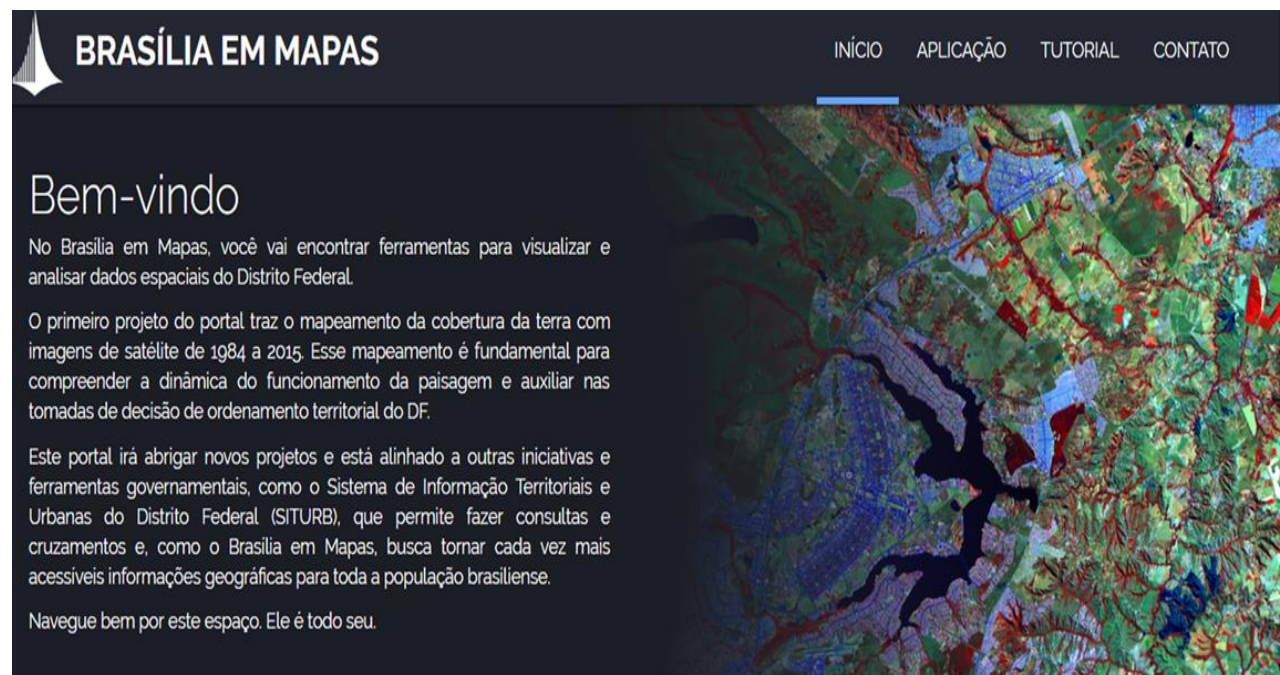 BRASÍLIA EM MAPAS
INÍCIO APLICAÇÃO TUTORIAL CONTATO
Bem-vindo
No Brasília em Mapas, você vai encontrar ferramentas para visualizar e
analisar dados espaciais do Distrito Federal.
O primeiro projeto do portal traz o mapeamento da cobertura da terra com
imagens de satélite de 1984 a 2015. Esse mapeamento é fundamental para
compreender a dinâmica do funcionamento da paisagem e auxiliar nas
tomadas de decisão de ordenamento territorial do DF.
Este portal irá abrigar novos projetos e está alinhado a outras iniciativas e
ferramentas governamentais, como o Sistema de Informação Territoriais e
Urbanas do Distrito Federal (SITURB), que permite fazer consultas e
cruzamentos e, como o Brasília em Mapas, busca tornar cada vez mais
acessíveis informações geográficas para toda a população brasiliense.
Navegue bem por este espaço. Ele é todo seu.